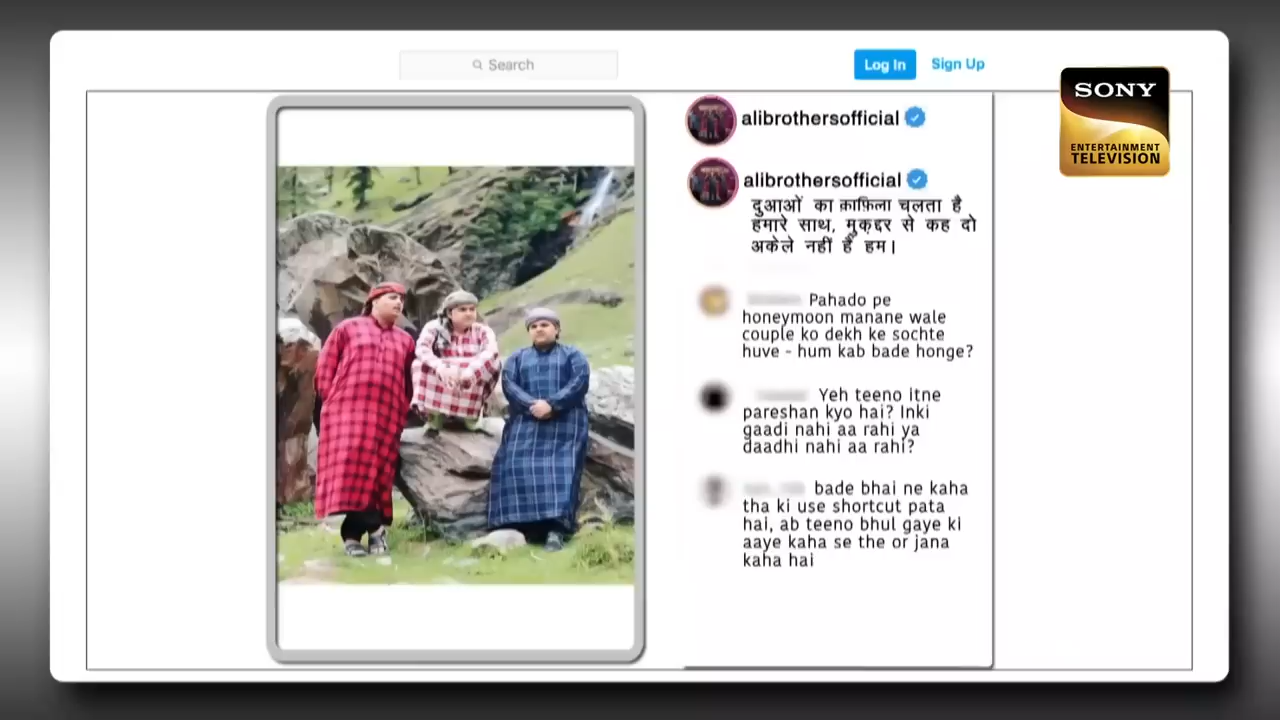 Search
Log In
Sign Up
SONY
ENTERTAINMENT
TELEVISION
alibrothersofficial
alibrothersofficial
दुआओं का क़ाफ़िला चलता है
हमारे साथ, मुक़द्दर से कह दो
अकेले नहीं हैं हम।
Pahado pe
honeymoon manane wale
couple ko dekh ke sochte
huve - hum kab bade honge?
Yeh teeno itne
pareshan kyo hai? Inki
gaadi nahi aa rahi ya
daadhi nahi aa rahi?
bade bhai ne kaha
tha ki use shortcut pata
hai, ab teeno bhul gaye ki
aaye kaha se the or jana
kaha hai